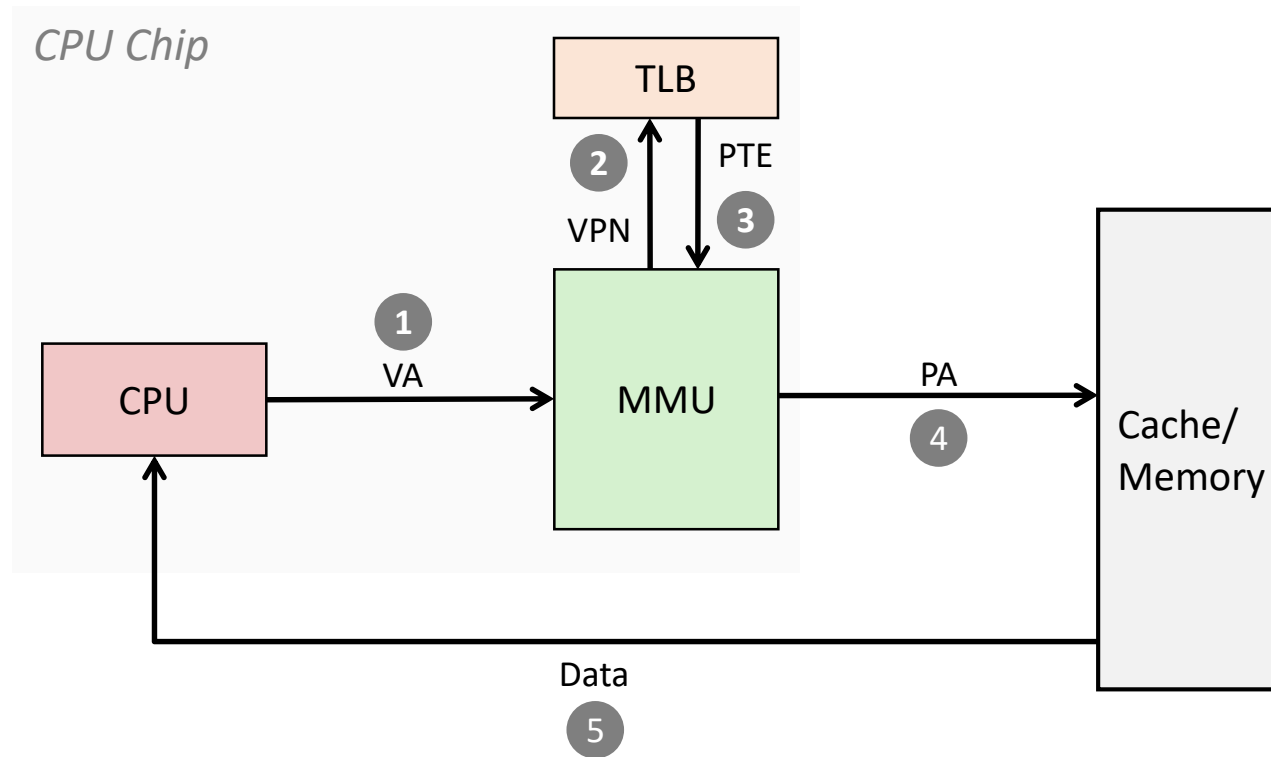 CPU Chip
TLB
2
PTE
VPN
3
1
VA
CPU
MMU
PA
4
Cache/
Memory
Data
5